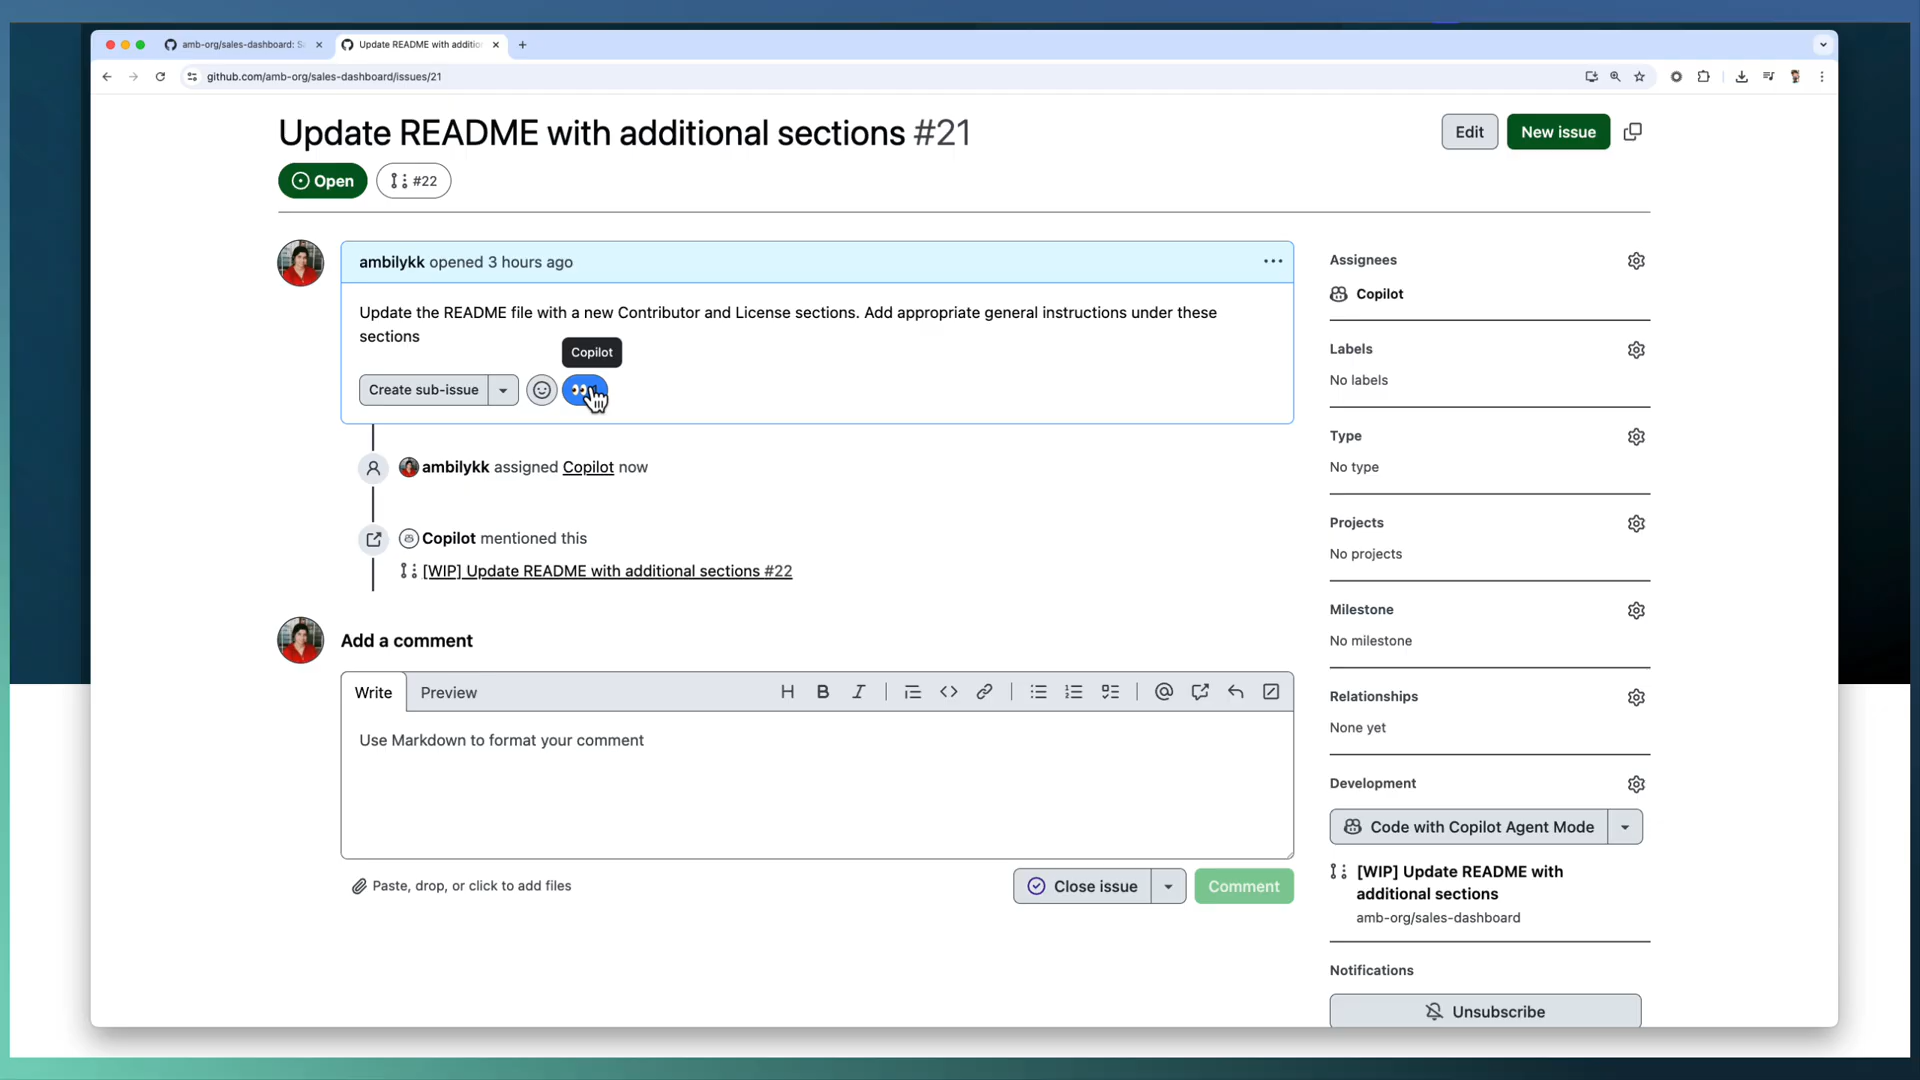 amb-org/sales-dashboard: S
Update README with additio
github.com/amb-org/sales-dashboard/issues/21
Update README with additional sections #21
Edit
New issue
Open
#22
ambilykk opened 3 hours ago
Update the README file with a new Contributor and License sections. Add appropriate general instructions under these
sections
Copilot
Create sub-issue
ambilykk assigned Copilot now
Copilot mentioned this
[WIP] Update README with additional sections #22
Add a comment
Write
Preview
Use Markdown to format your comment
Paste, drop, or click to add files
Close issue
Comment
Assignees
Copilot
Labels
No labels
Type
No type
Projects
No projects
Milestone
No milestone
Relationships
None yet
Development
Code with Copilot Agent Mode
[WIP] Update README with
additional sections
amb-org/sales-dashboard
Notifications
Unsubscribe